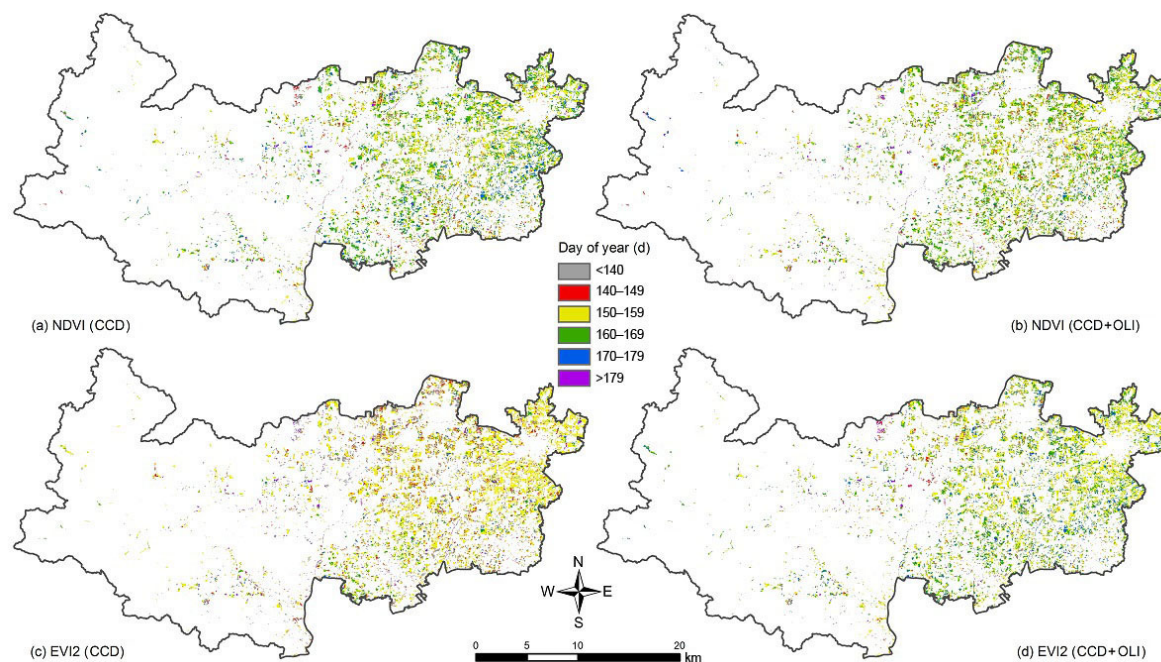 Day of year (d)
<140
140–149
150–159
160–169
170–179
>179
(a) NDVI (CCD)
(b) NDVI (CCD+OLI)
N
W E
S
0 5 10 20
km
(c) EVI2 (CCD)
(d) EVI2 (CCD+OLI)